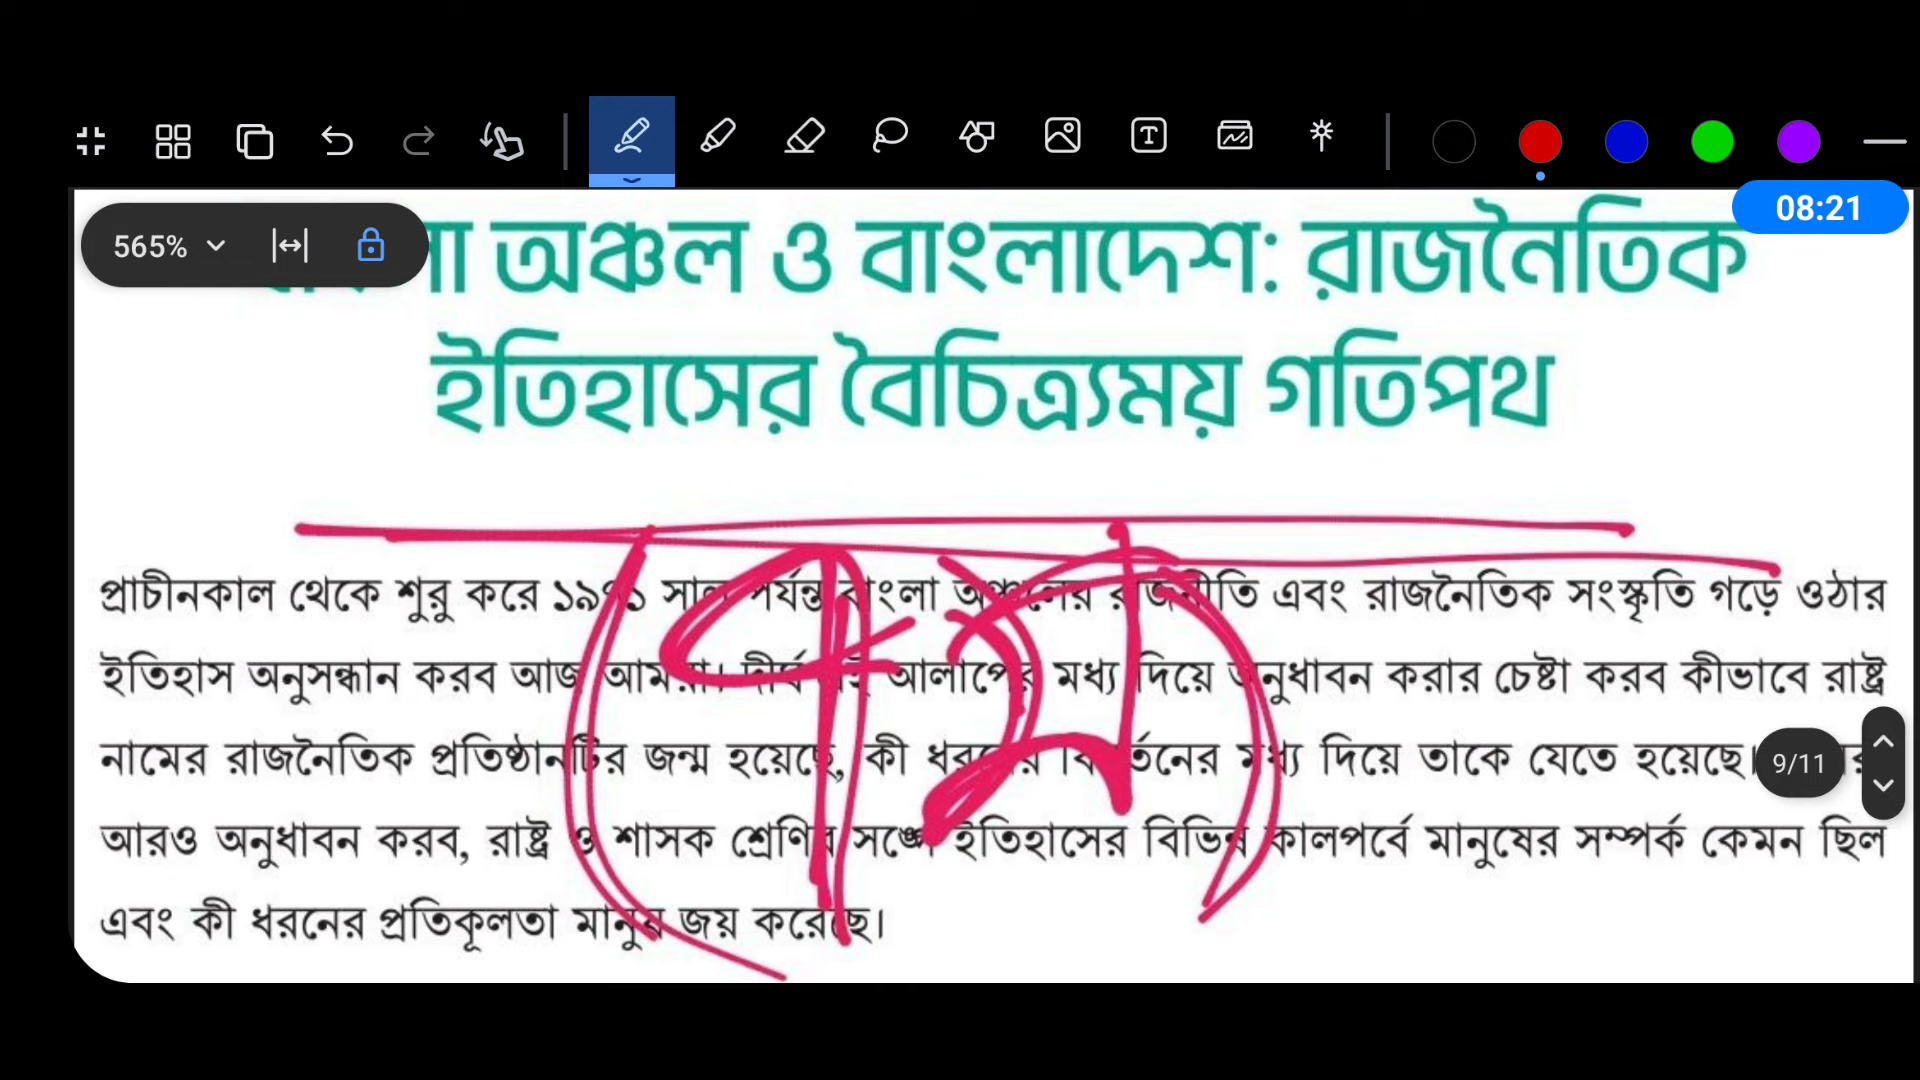 08:21
565%
অঞ্চল ও বাংলাদেশ: রাজনৈতিক
ইতিহাসের বৈচিত্র্যময় গতিপথ
প্রাচীনকাল থেকে শুরু করে ১৯৭১ সাল পর্যন্ত বাংলা অঞ্চলের রাজনীতি এবং রাজনৈতিক সংস্কৃতি গড়ে ওঠার
ইতিহাস অনুসন্ধান করব আজ আমরা। দীর্ঘ এই আলাপের মধ্য দিয়ে অনুধাবন করার চেষ্টা করব কীভাবে রাষ্ট্র
নামের রাজনৈতিক প্রতিষ্ঠানটির জন্ম হয়েছে, কী ধরনের বিবর্তনের মধ্য দিয়ে তাকে যেতে হয়েছে।
9/11
আরও অনুধাবন করব, রাষ্ট্র ও শাসক শ্রেণির সঙ্গে ইতিহাসের বিভিন্ন কালপর্বে মানুষের সম্পর্ক কেমন ছিল
এবং কী ধরনের প্রতিকূলতা মানুষ জয় করেছে।